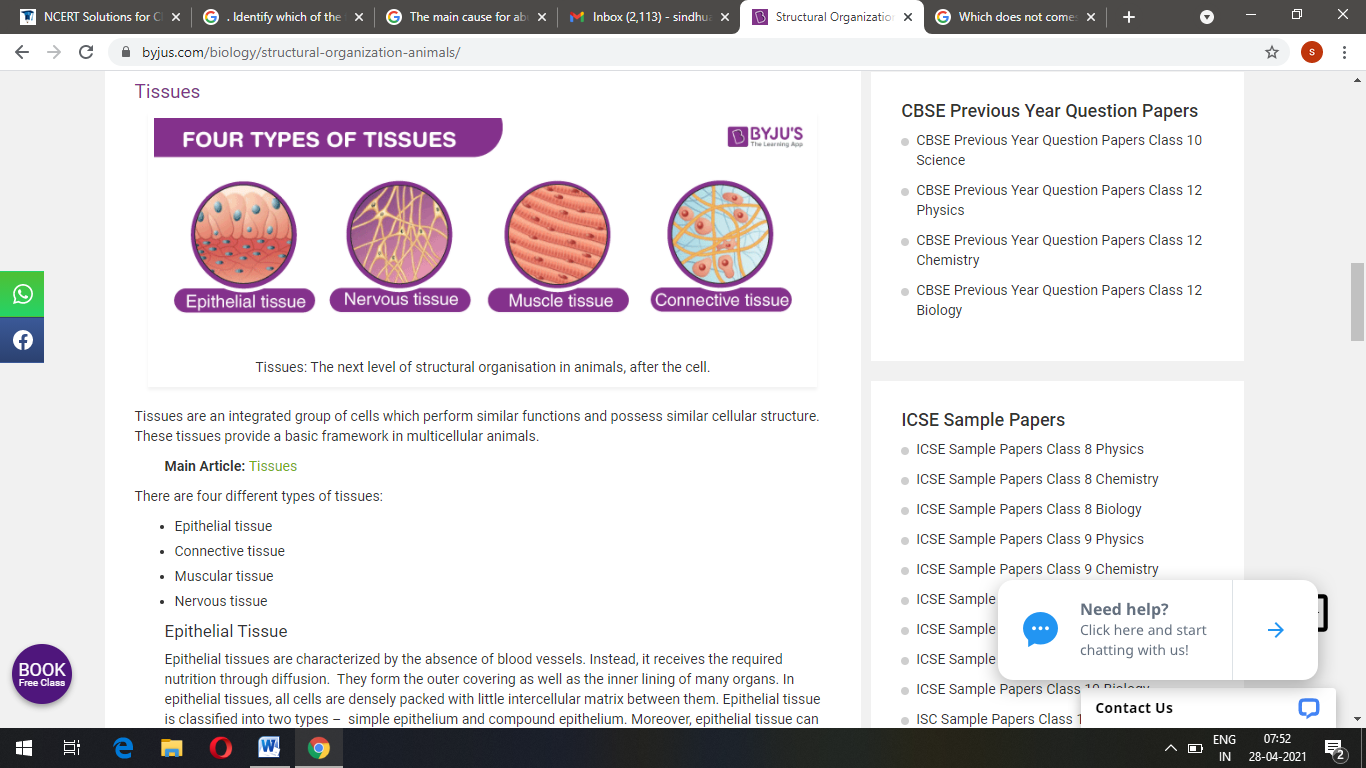 NCERT Solutions for Cl
. Identify which of the
The main cause for ab
Inbox (2,113) - sindhu
Structural Organization
Which does not come
byjus.com/biology/structural-organization-animals/
s
Tissues
FOUR TYPES OF TISSUES
BYJU'S
The Learning App
Epithelial tissue
Nervous tissue
Muscle tissue
Connective tissue
Tissues: The next level of structural organisation in animals, after the cell.
Tissues are an integrated group of cells which perform similar functions and possess similar cellular structure.
These tissues provide a basic framework in multicellular animals.
Main Article: Tissues
There are four different types of tissues:
• Epithelial tissue
• Connective tissue
• Muscular tissue
• Nervous tissue
Epithelial Tissue
Epithelial tissues are characterized by the absence of blood vessels. Instead, it receives the required
nutrition through diffusion. They form the outer covering as well as the inner lining of many organs. In
epithelial tissues, all cells are densely packed with little intercellular matrix between them. Epithelial tissue
is classified into two types – simple epithelium and compound epithelium. Moreover, epithelial tissue can
BOOK
Free Class
CBSE Previous Year Question Papers
CBSE Previous Year Question Papers Class 10
Science
CBSE Previous Year Question Papers Class 12
Physics
CBSE Previous Year Question Papers Class 12
Chemistry
CBSE Previous Year Question Papers Class 12
Biology
ICSE Sample Papers
ICSE Sample Papers Class 8 Physics
ICSE Sample Papers Class 8 Chemistry
ICSE Sample Papers Class 8 Biology
ICSE Sample Papers Class 9 Physics
ICSE Sample Papers Class 9 Chemistry
ICSE Sample
ICSE Sample
ICSE Sample
ICSE Sample Papers Class 10 Biology
ISC Sample Papers Class 1
Need help?
Click here and start
chatting with us!
Contact Us
ENG
IN
07:52
28-04-2021
2